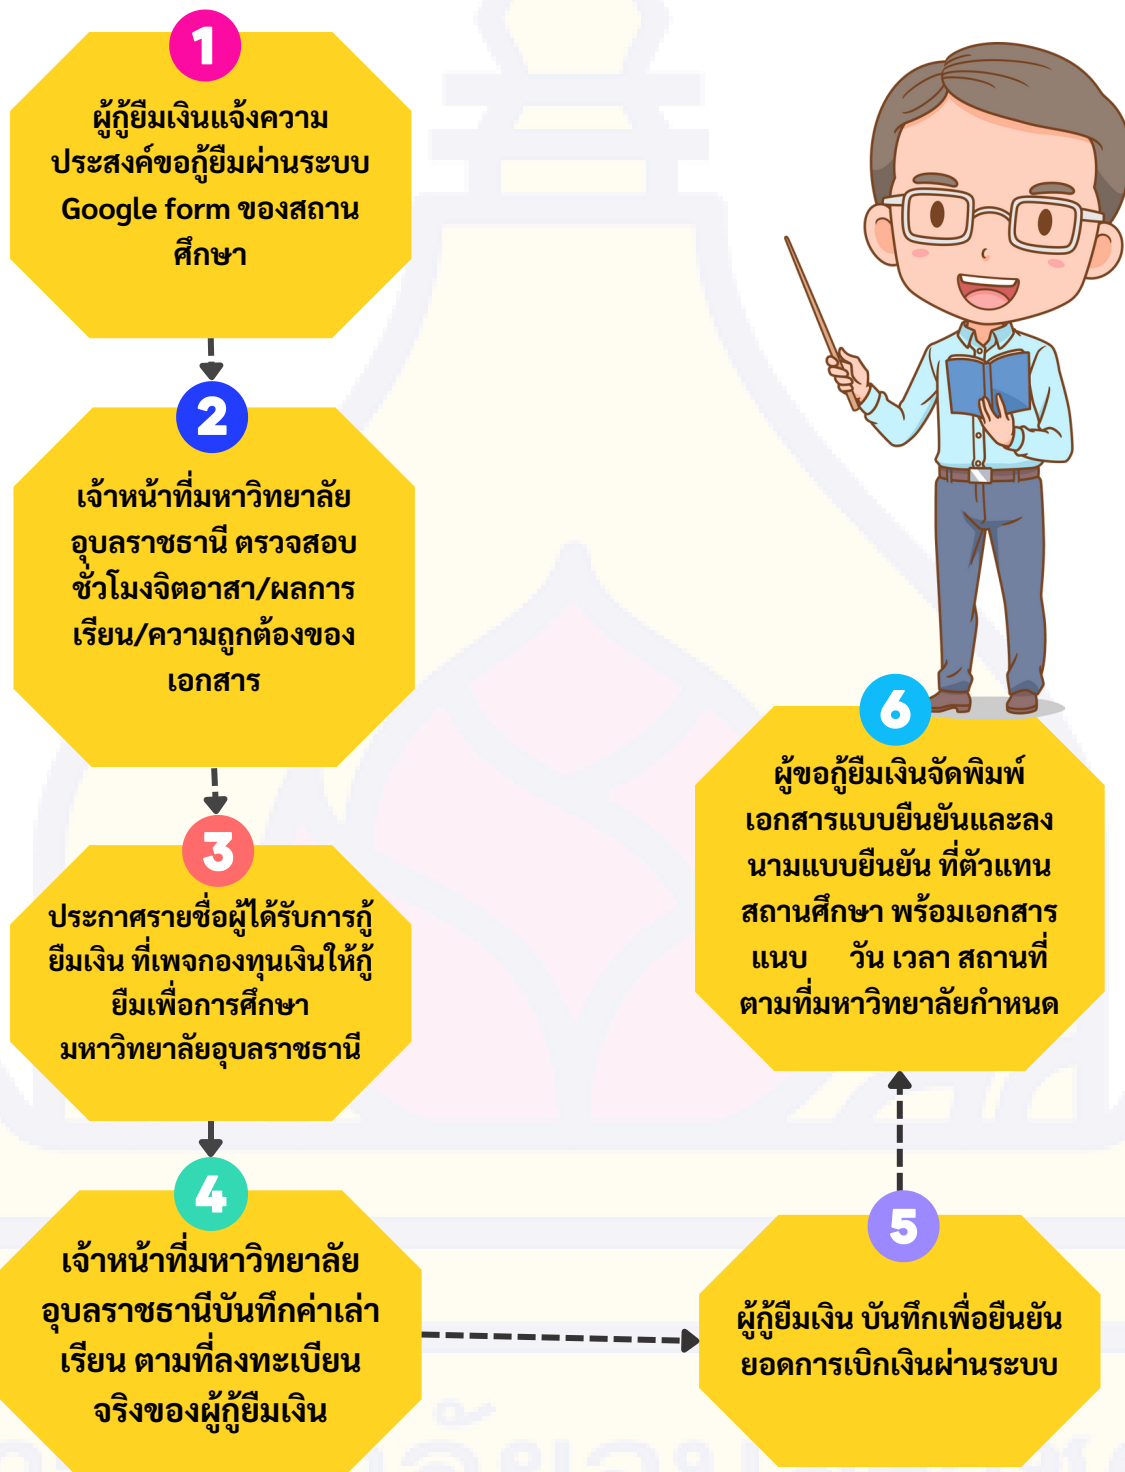 1
ผู้กู้ยืมเงินแจ้งความ
ประสงค์ขอกู้ยืมผ่านระบบ
Google form ของสถาน
ศึกษา
2
เจ้าหน้าที่มหาวิทยาลัย
อุบลราชธานี ตรวจสอบ
ชั่วโมงจิตอาสา/ผลการ
เรียน/ความถูกต้องของ
เอกสาร
3
ประกาศรายชื่อผู้ได้รับการกู้
ยืมเงิน ที่เพจกองทุนเงินให้กู้
ยืมเพื่อการศึกษา
มหาวิทยาลัยอุบลราชธานี
4
เจ้าหน้าที่มหาวิทยาลัย
อุบลราชธานีบันทึกค่าเล่า
เรียน ตามที่ลงทะเบียน
จริงของผู้กู้ยืมเงิน
5
ผู้กู้ยืมเงิน บันทึกเพื่อยืนยัน
ยอดการเบิกเงินผ่านระบบ
6
ผู้ขอกู้ยืมเงินจัดพิมพ์
เอกสารแบบยืนยันและลง
นามแบบยืนยัน ที่ตัวแทน
สถานศึกษา พร้อมเอกสาร
แนบ วัน เวลา สถานที่
ตามที่มหาวิทยาลัยกำหนด